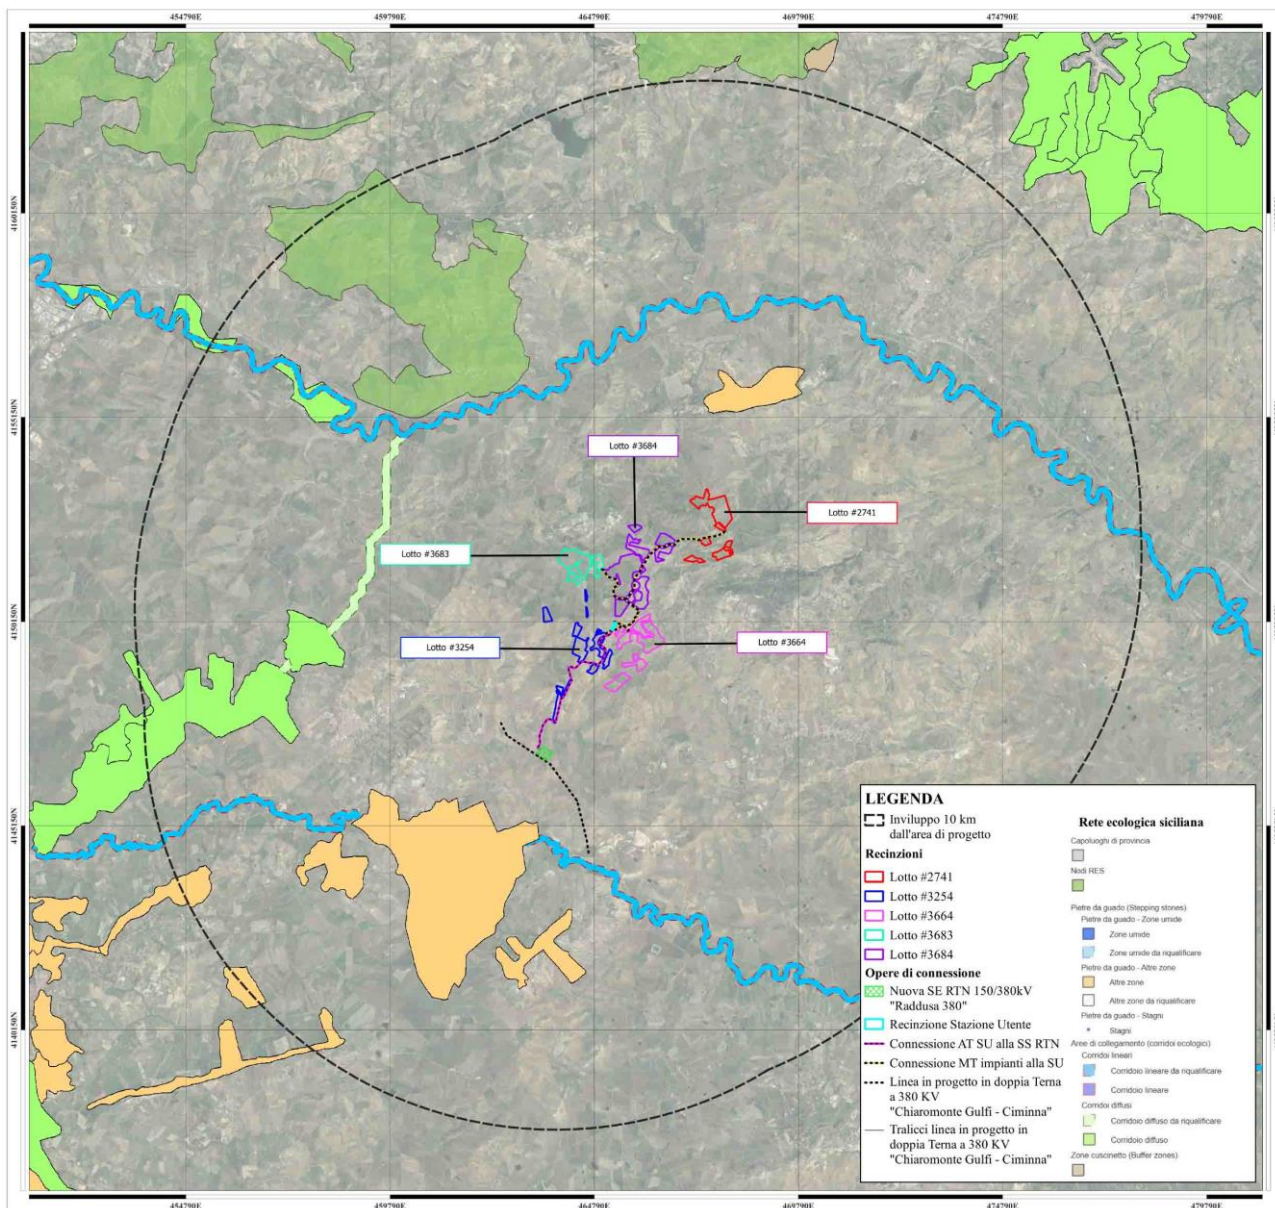 454790E 459790E 464790E 469790E 474790E 479790E
4160150N
4155150N
4150150N
4145150N
4140150N
Lotto #3684
Lotto #2741
Lotto #3683
Lotto #3254
Lotto #3664
LEGENDA
Inviluppo 10 km
dall'area di progetto
Recinzioni
Lotto #2741
Lotto #3254
Lotto #3664
Lotto #3683
Lotto #3684
Opere di connessione
Nuova SE RTN 150/380kV
"Raddusa 380"
Recinzione Stazione Utente
Connessione AT SU alla SS RTN
Connessione MT impianti alla SU
Linea in progetto in doppia Terna
a 380 KV
"Chiaromonte Gulfi - Ciminna"
Tralicci linea in progetto in
doppia Terna a 380 KV
"Chiaromonte Gulfi - Ciminna"
Rete ecologica siciliana
Capoluoghi di provincia
Nodi RES
Pietre da guado (Stepping stones)
Pietre da guado - Zone umide
Zone umide
Zone umide da riqualificare
Pietre da guado - Altre zone
Altre zone
Altre zone da riqualificare
Pietre da guado - Stagni
Stagni
Aree di collegamento (corridoi ecologici)
Corridoi lineari
Corridoio lineare da riqualificare
Corridoio lineare
Corridoi diffusi
Corridoio diffuso da riqualificare
Corridoio diffuso
Zone cuscinetto (Buffer zones)
454790E 459790E 464790E 469790E 474790E 479790E